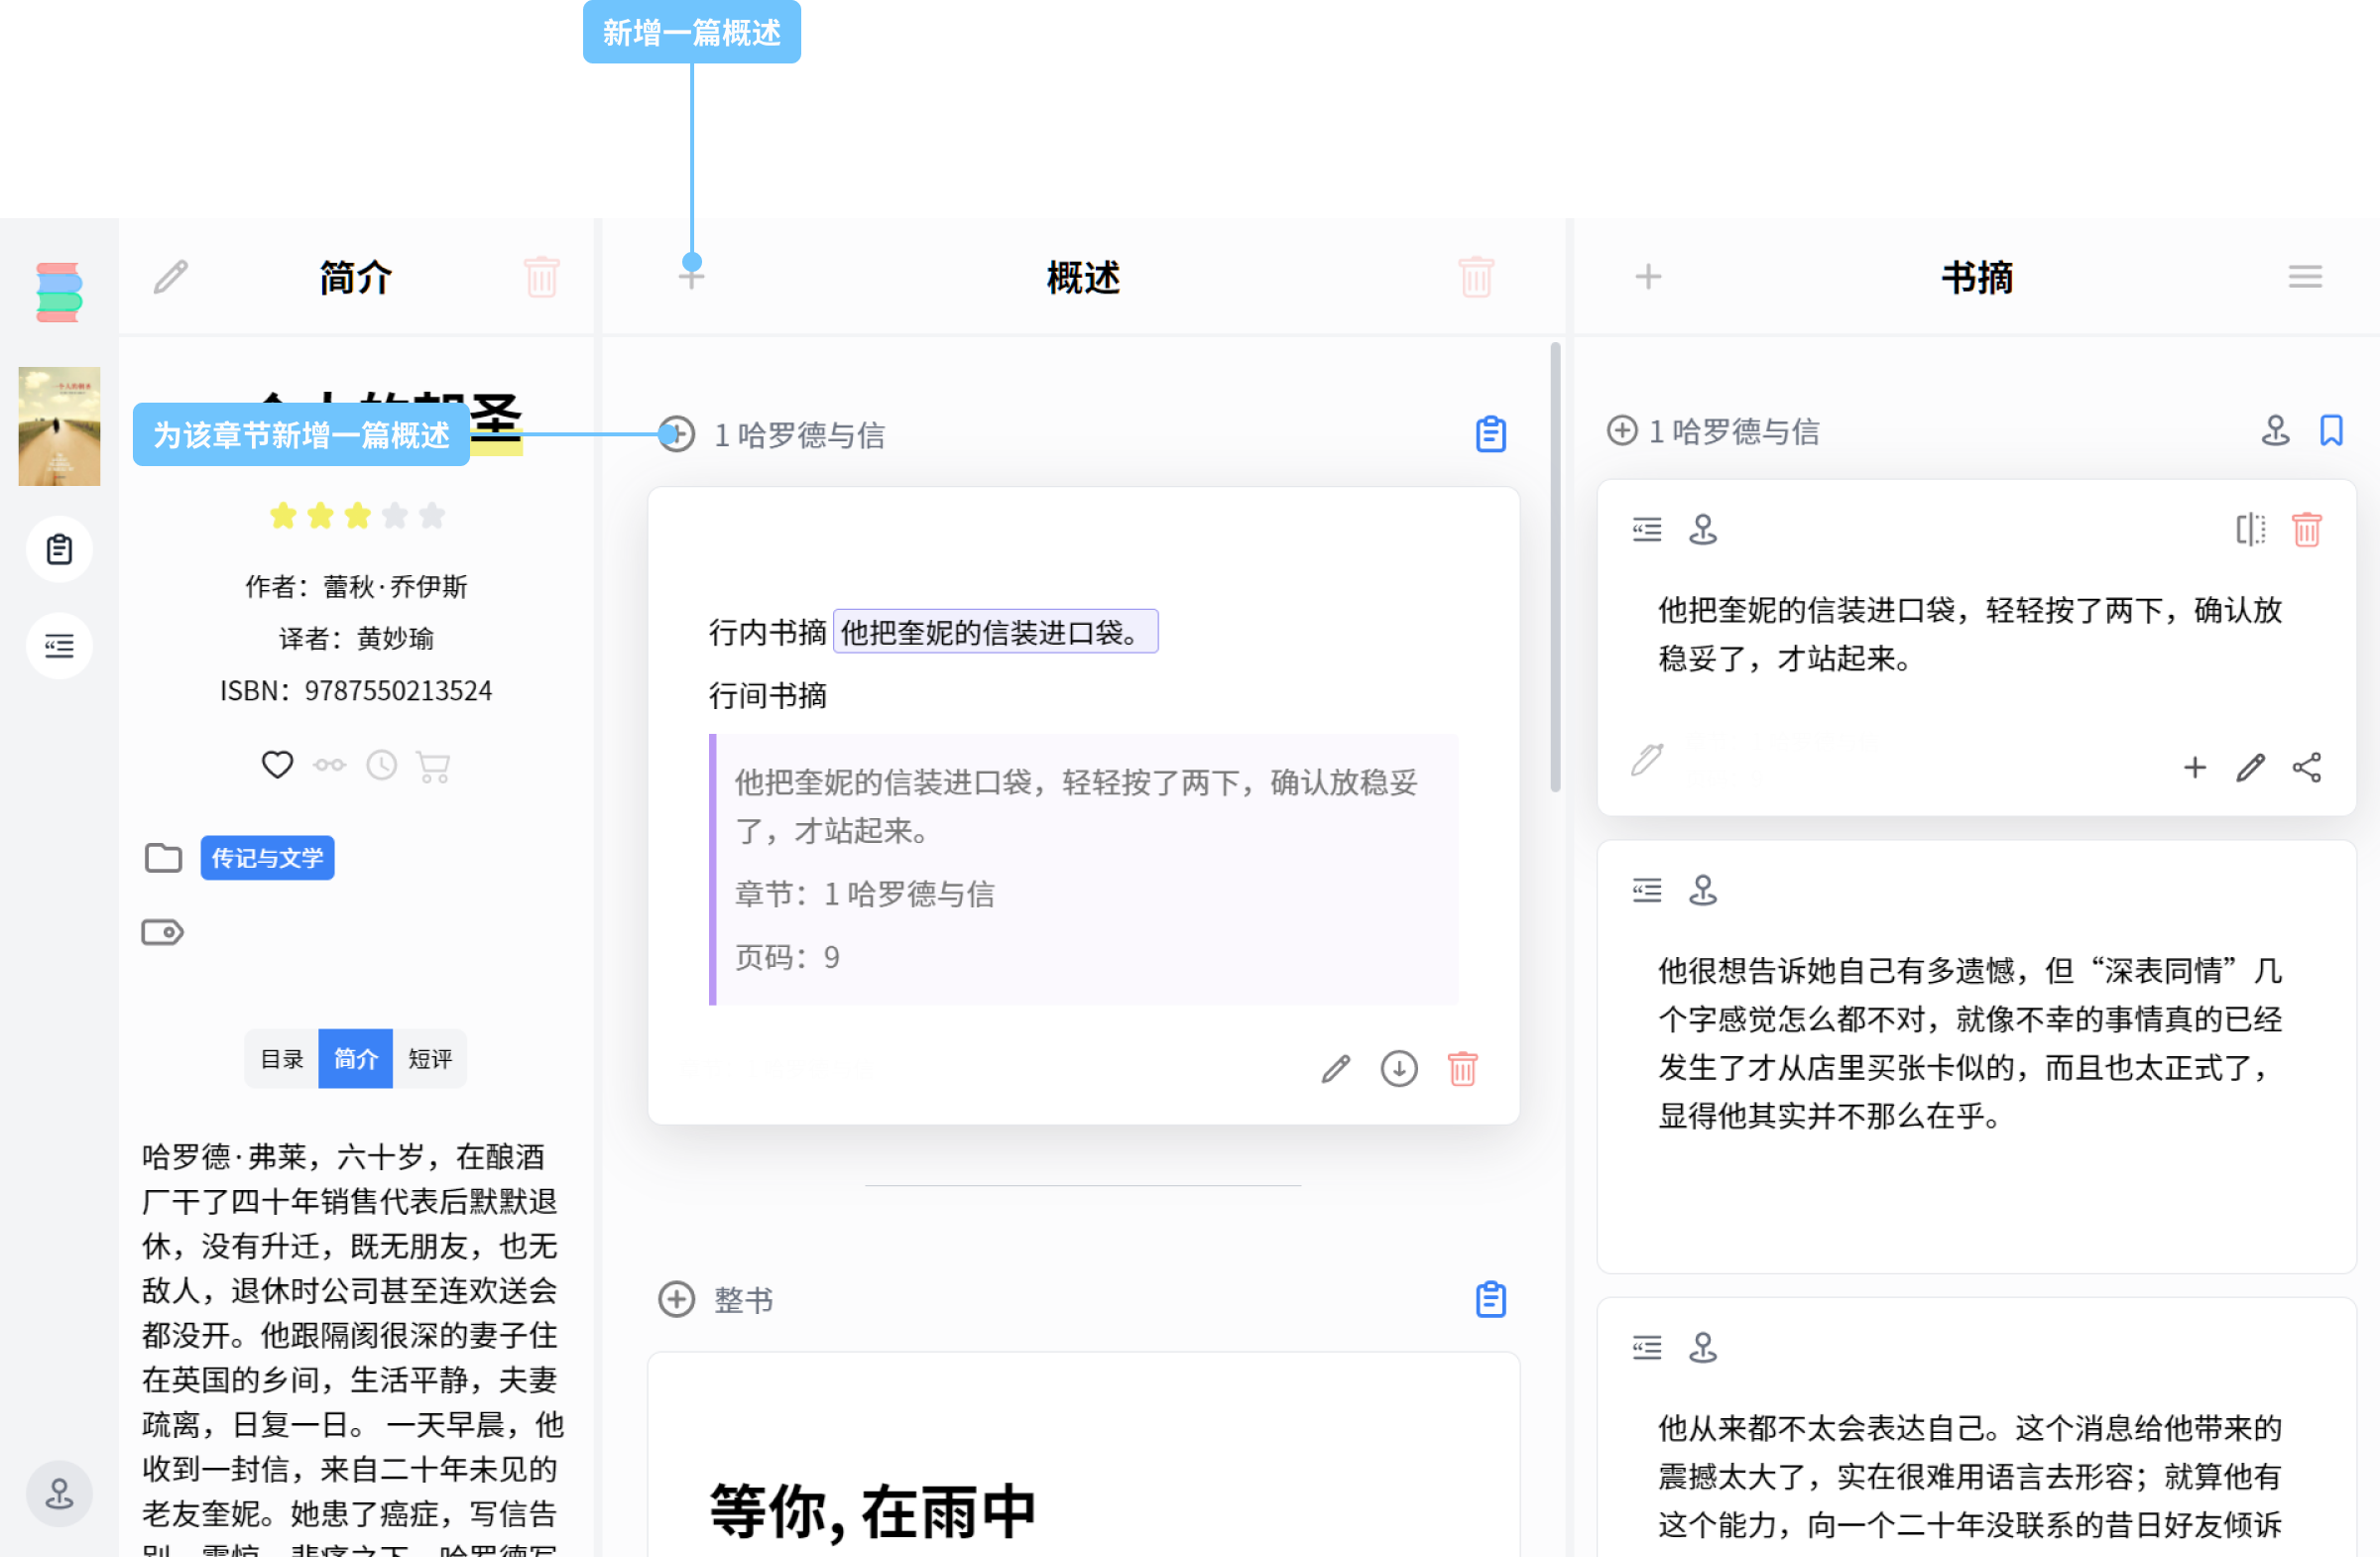 新增一篇概述
简介
概述
书摘
圣
为该章节新增一篇概述
作者：蕾秋·乔伊斯
译者：黄妙瑜
ISBN：9787550213524
传记与文学
目录 简介 短评
哈罗德·弗莱，六十岁，在酿酒
厂干了四十年销售代表后默默退
休，没有升迁，既无朋友，也无
敌人，退休时公司甚至连欢送会
都没开。他跟隔阂很深的妻子住
在英国的乡间，生活平静，夫妻
疏离，日复一日。 一天早晨，他
收到一封信，来自二十年未见的
老友奎妮。她患了癌症，写信告
1 哈罗德与信
行内书摘 他把奎妮的信装进口袋。
行间书摘
他把奎妮的信装进口袋，轻轻按了两下，确认放稳妥
了，才站起来。
章节：1 哈罗德与信
页码：9
整书
等你, 在雨中
1 哈罗德与信
他把奎妮的信装进口袋，轻轻按了两下，确认放
稳妥了，才站起来。
他很想告诉她自己有多遗憾，但“深表同情”几
个字感觉怎么都不对，就像不幸的事情真的已经
发生了才从店里买张卡似的，而且也太正式了，
显得他其实并不那么在乎。
他从来都不太会表达自己。这个消息给他带来的
震撼太大了，实在很难用语言去形容；就算他有
这个能力，向一个二十年没联系的昔日好友倾诉